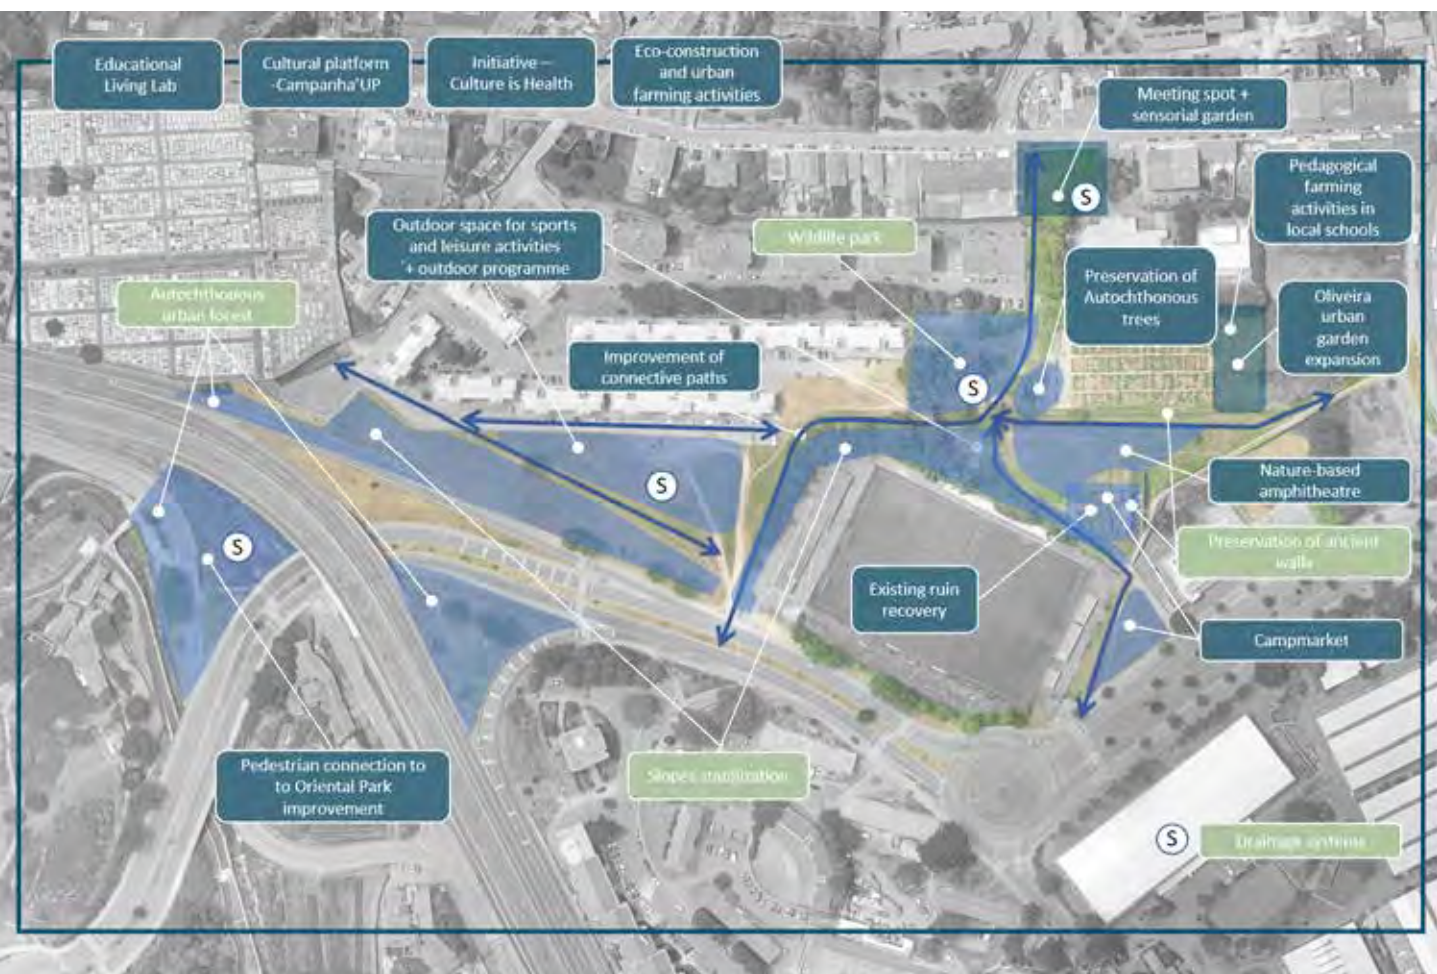 Educational
Living Lab
Cultural platform
-Campanha'UP
Initiative –
Culture is Health
Eco-construction
and urban
farming activities
Meeting spot +
sensorial garden
Pedagogical
farming
activities in
local schools
Outdoor space for sports
and leisure activities
'+ outdoor programme
Wildlife park
Preservation of
Autochthonous
trees
Oliveira
urban
garden
expansion
Autochthonous
urban forest
Improvement of
connective paths
S
S
S
S
Nature-based
amphitheatre
Preservation of ancient
walls
Existing ruin
recovery
Campmarket
Pedestrian connection to
to Oriental Park
improvement
Slopes stabilization
S
Drainage systems